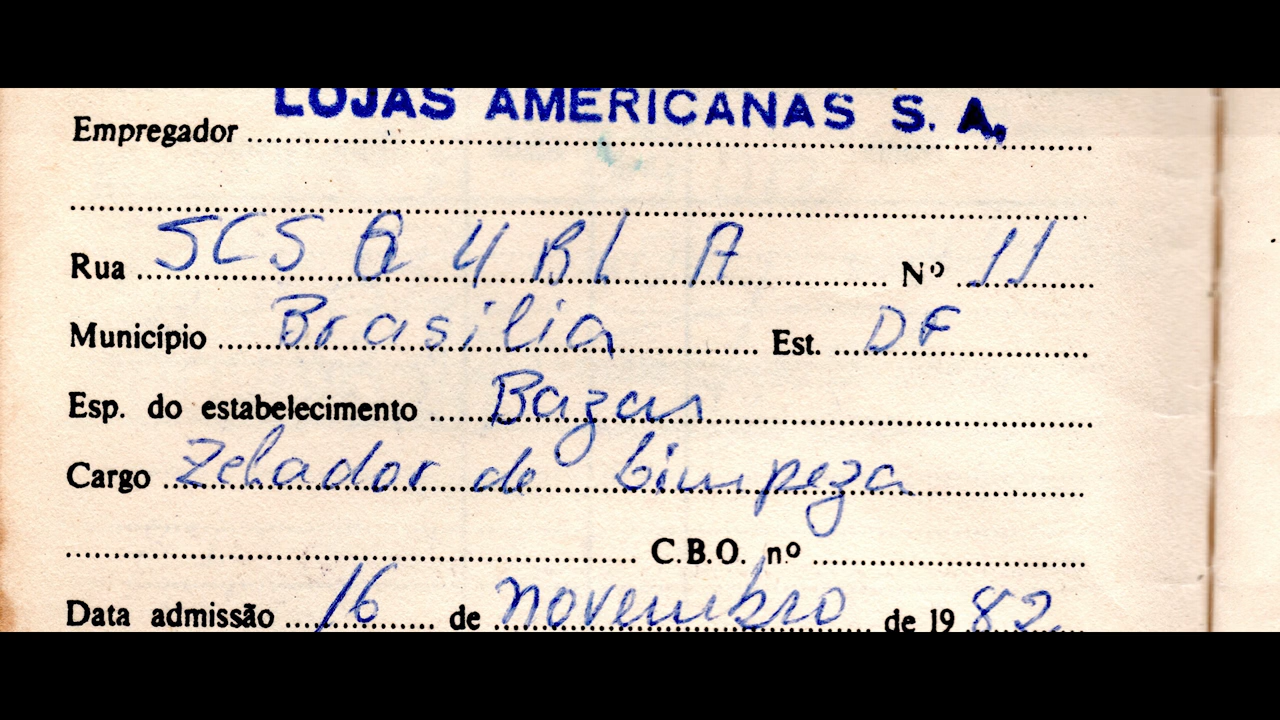 LOJAS AMERICANAS S. A.
Empregador
Rua SCS Q 4 BL A Nº 11
Município Brasilia Est. DF
Esp. do estabelecimento Bazar
Cargo Zelador de limpeza
C.B.O. nº
Data admissão 16 de novembro de 1982